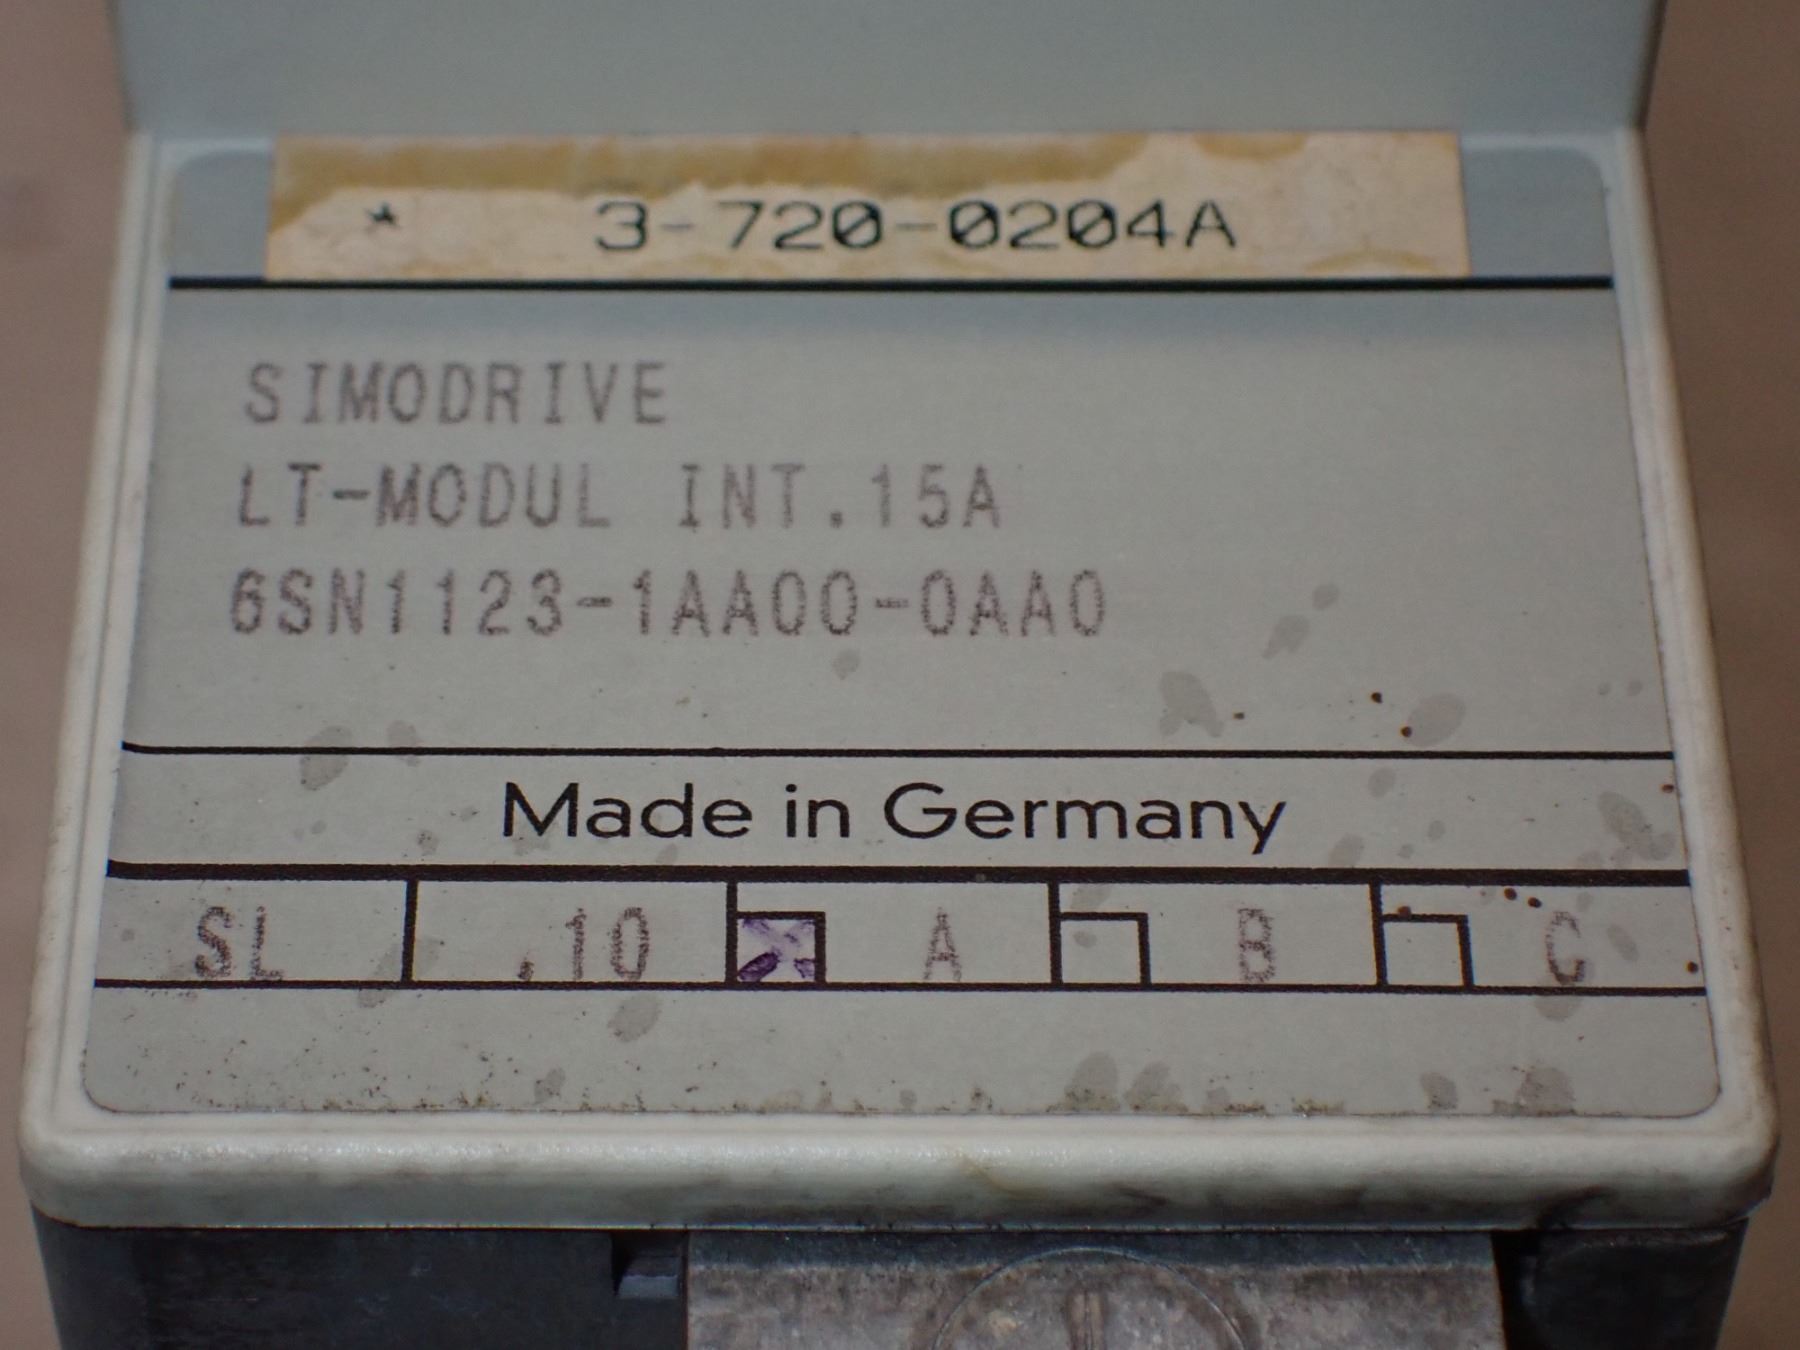 * 3-720-0204A
SIMODRIVE
LT-MODUL INT.15A
6SN1123-1AA00-0AA0
Made in Germany
SL .10 A B C